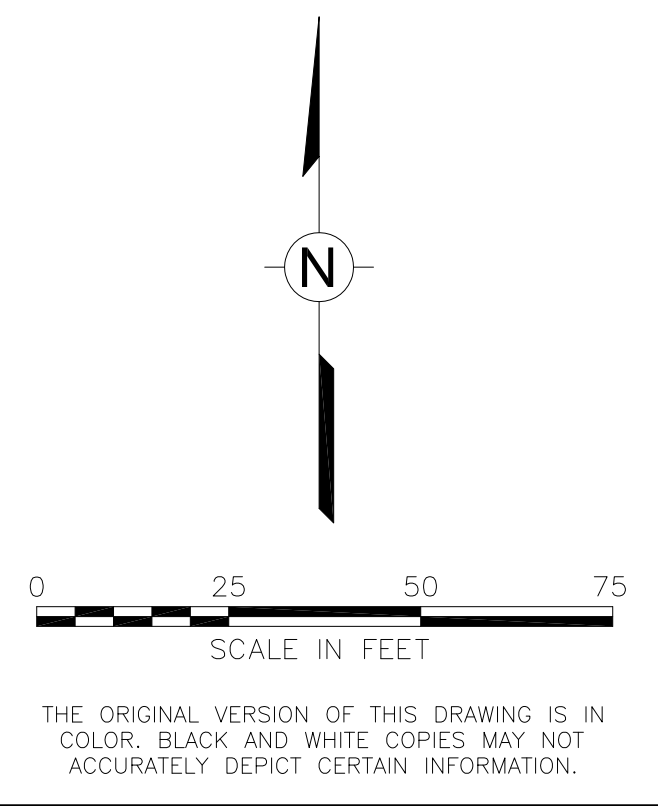 N
0 25 50 75
SCALE IN FEET
THE ORIGINAL VERSION OF THIS DRAWING IS IN
COLOR. BLACK AND WHITE COPIES MAY NOT
ACCURATELY DEPICT CERTAIN INFORMATION.